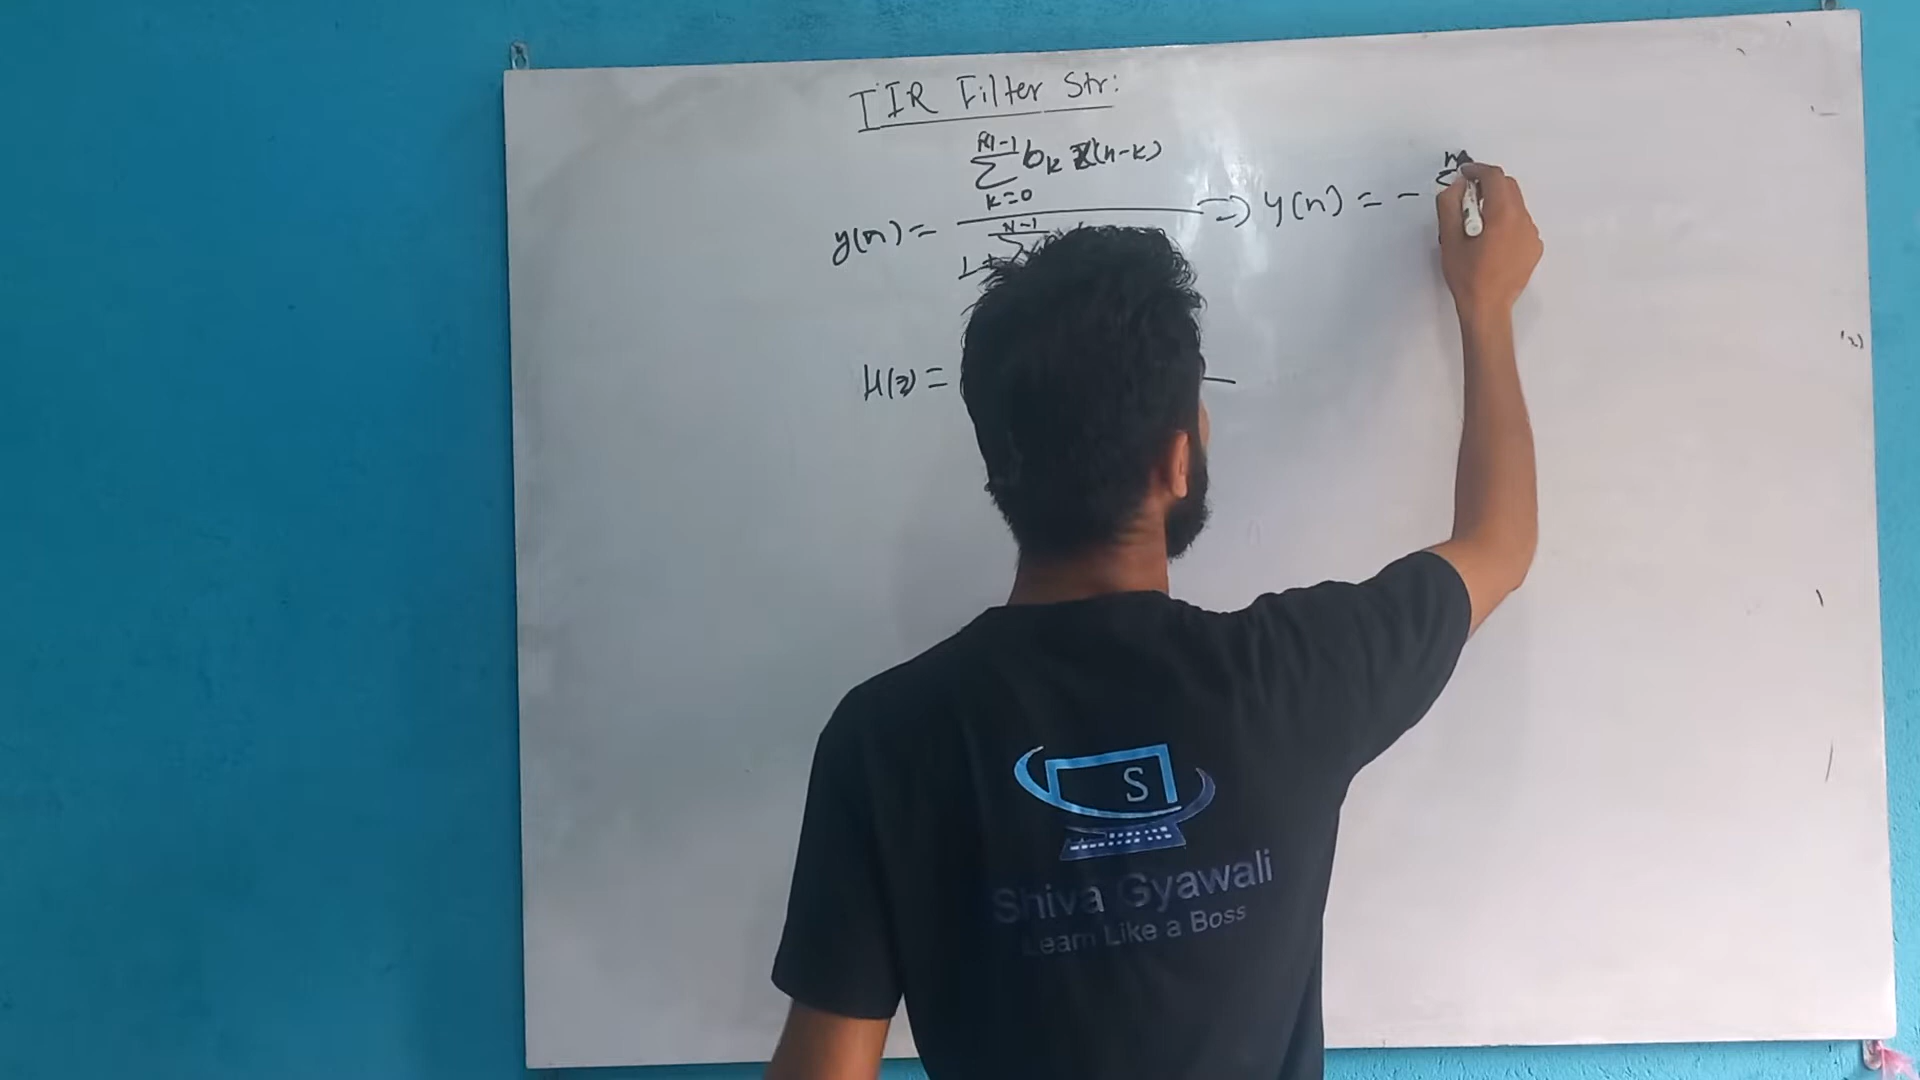 IIR Filter Str:
M-1
∑ bk x(n-k)
k=0
y(n) =
N-1
1+∑
=> y(n) = - ∑
H(z) =
S
Shiva Gyawali
Learn Like a Boss